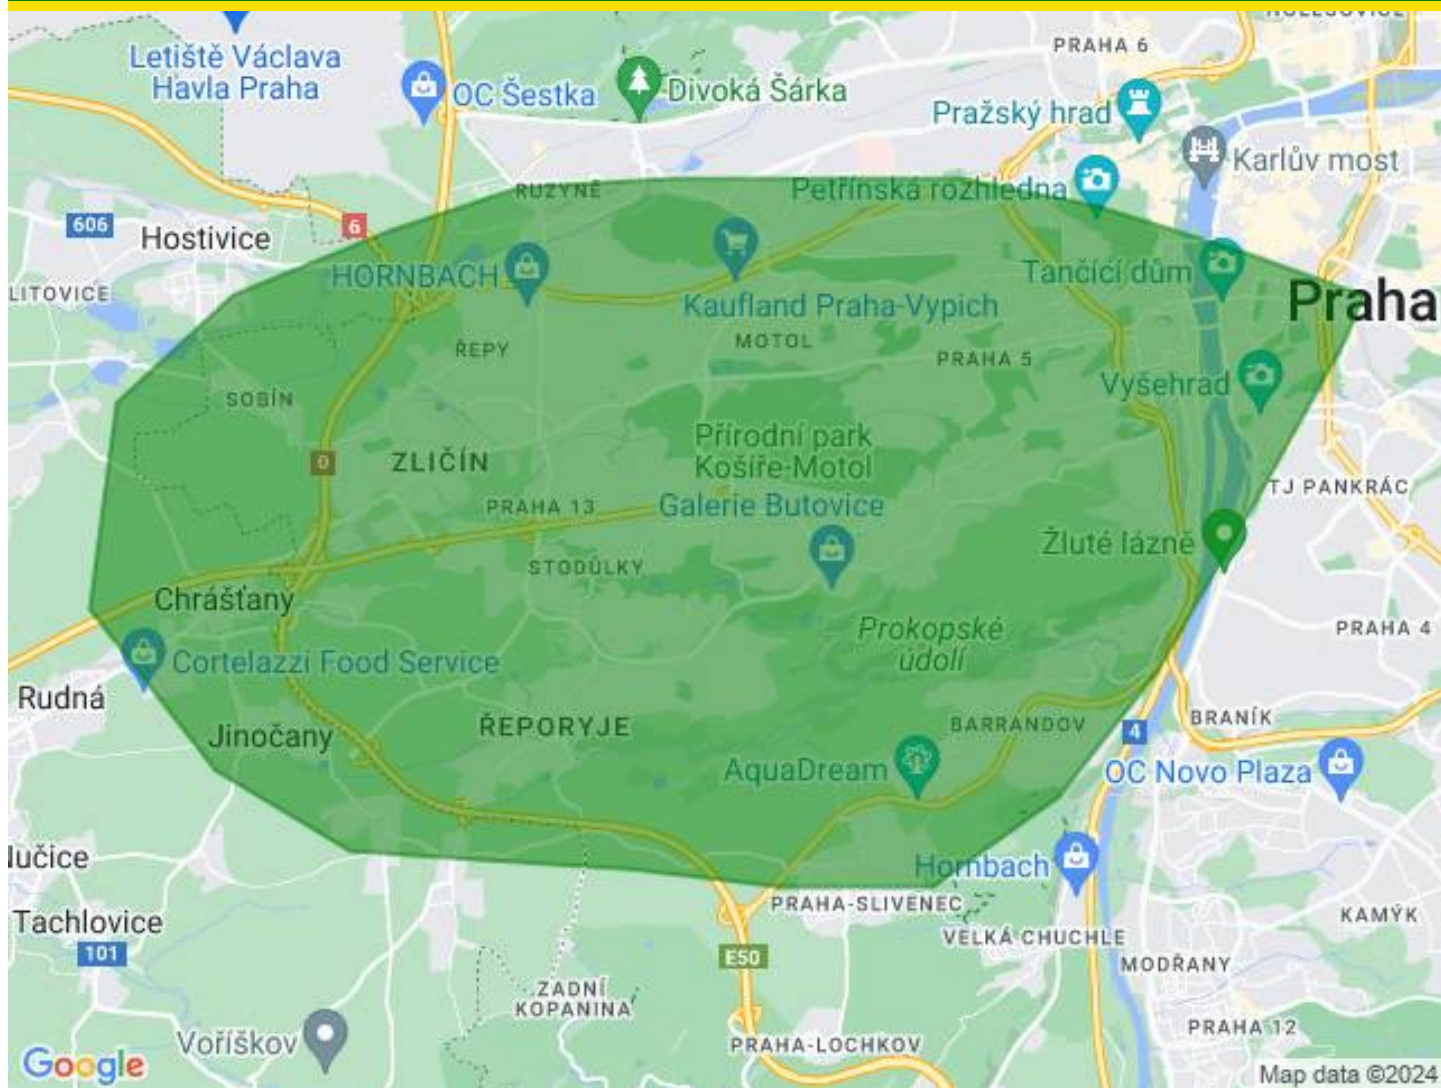 HOLEŠOVICE
PRAHA 6
Letiště Václava
Havla Praha
OC Šestka
Divoká Šárka
Pražský hrad
Karlův most
RUZYNĚ
Petřínská rozhledna
606
6
Hostivice
HORNBACH
Tančící dům
LITOVICE
Kaufland Praha-Vypich
Praha
MOTOL
ŘEPY
PRAHA 5
Vyšehrad
SOBÍN
Přírodní park
Košíře-Motol
0
ZLIČÍN
TJ PANKRÁC
PRAHA 13
Galerie Butovice
Žluté lázně
STODŮLKY
Chrášťany
Prokopské
údolí
PRAHA 4
Cortelazzi Food Service
Rudná
ŘEPORYJE
BARRANDOV
BRANÍK
Jinočany
4
AquaDream
OC Novo Plaza
Nučice
Hornbach
PRAHA-SLIVENEC
Tachlovice
KAMÝK
VELKÁ CHUCHLE
101
E50
MODŘANY
ZADNÍ
KOPANINA
PRAHA 12
Voříškov
PRAHA-LOCHKOV
Google
Map data ©2024